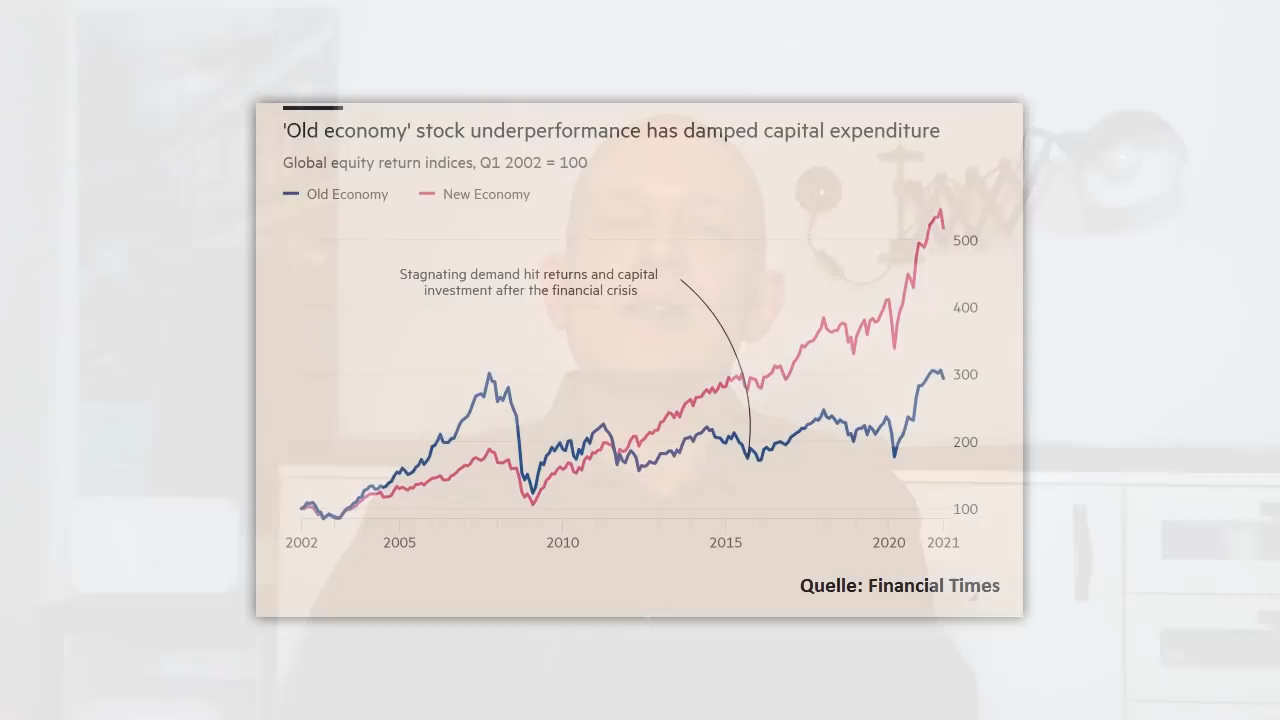 'Old economy' stock underperformance has damped capital expenditure
Global equity return indices, Q1 2002 = 100
Old Economy New Economy
500
Stagnating demand hit returns and capital
investment after the financial crisis
400
300
200
100
2002 2005 2010 2015 2020 2021
Quelle: Financial Times